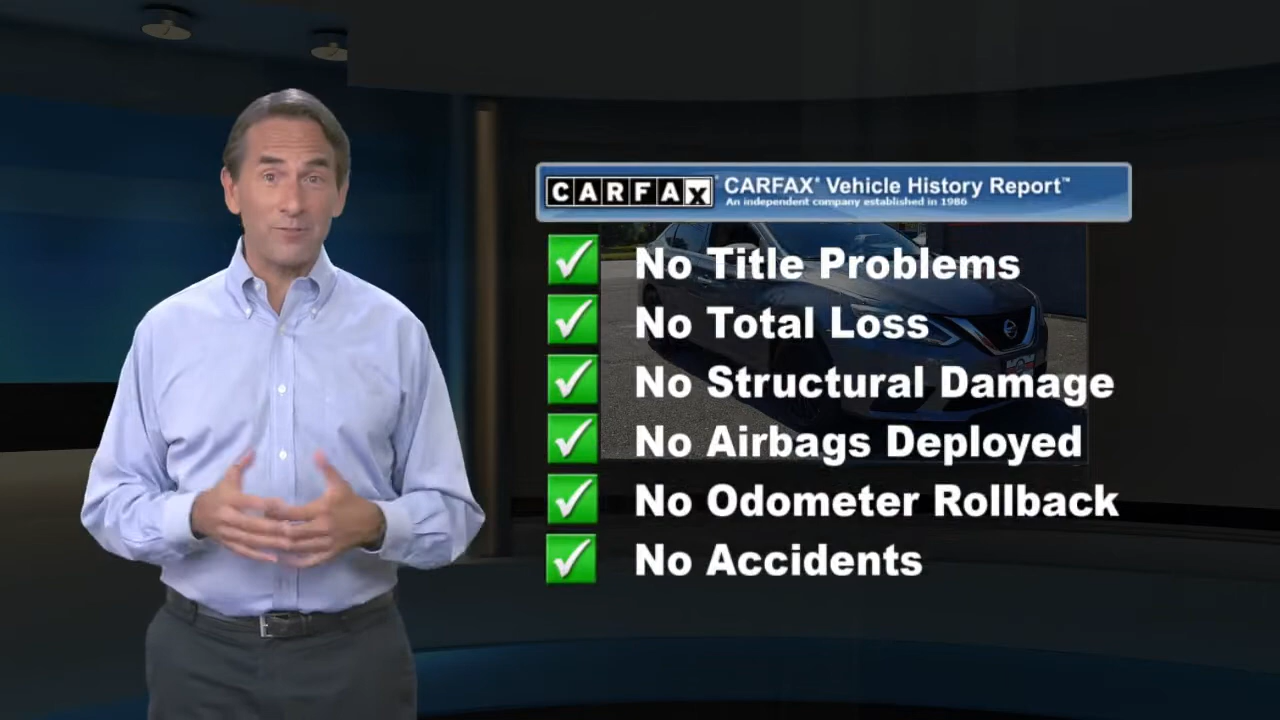 CARFAX® CARFAX® Vehicle History Report™
An independent company established in 1986
No Title Problems
No Total Loss
No Structural Damage
No Airbags Deployed
No Odometer Rollback
No Accidents